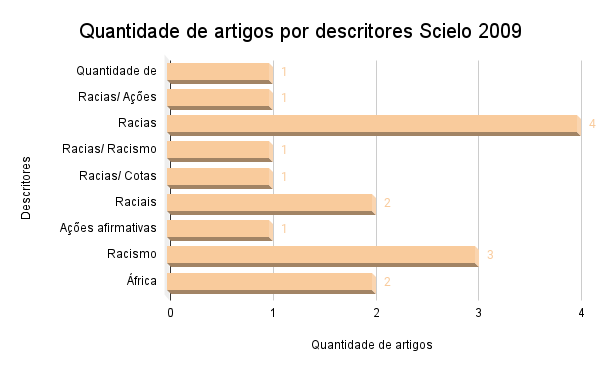 Quantidade de artigos por descritores Scielo 2009
Descritores
Quantidade de 1
Racias/ Ações 1
Racias 4
Racias/ Racismo 1
Racias/ Cotas 1
Raciais 2
Ações afirmativas 1
Racismo 3
África 2
0 1 2 3 4
Quantidade de artigos